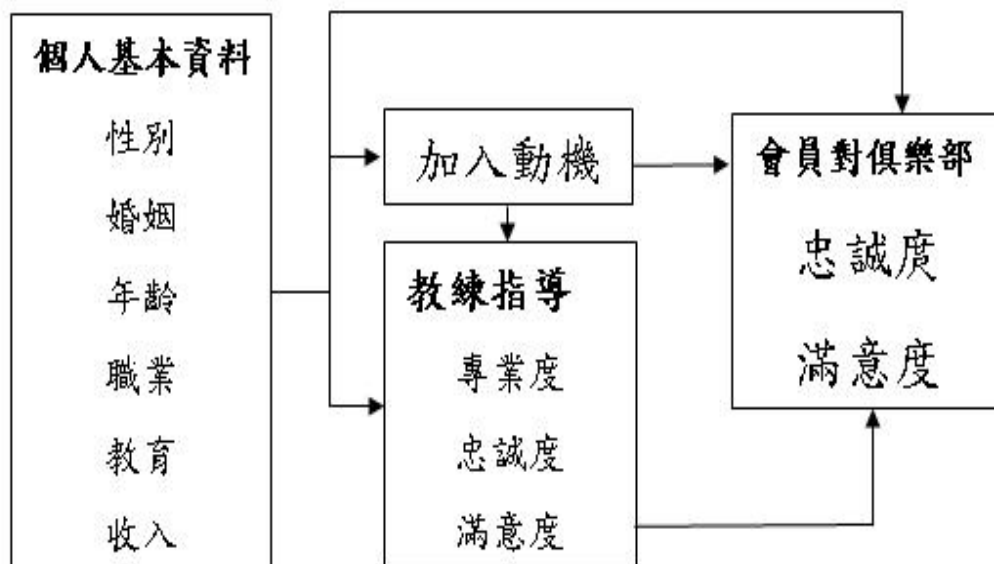 個人基本資料
性別
婚姻
年齡
職業
教育
收入
加入動機
教練指導
專業度
忠誠度
滿意度
會員對俱樂部
忠誠度
滿意度